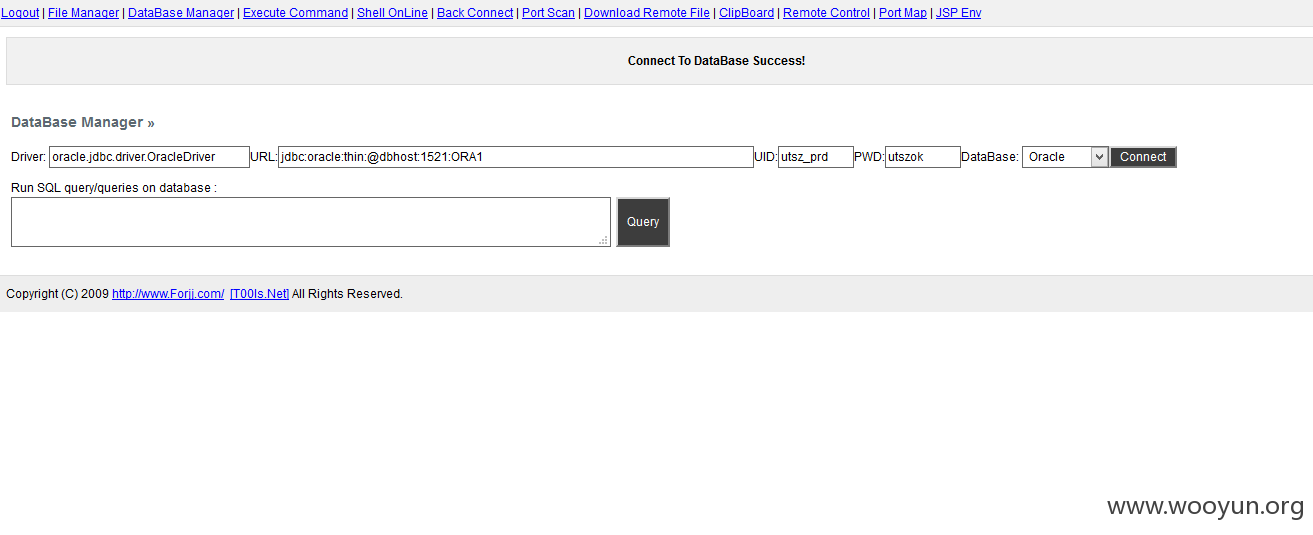 Logout | File Manager | DataBase Manager | Execute Command | Shell OnLine | Back Connect | Port Scan | Download Remote File | ClipBoard | Remote Control | Port Map | JSP Env
Connect To DataBase Success!
DataBase Manager »
Driver: oracle.jdbc.driver.OracleDriver URL: jdbc:oracle:thin:@dbhost:1521:ORA1 UID: utsz_prd PWD: utszok DataBase: Oracle Connect
Run SQL query/queries on database :
Query
Copyright (C) 2009 http://www.Forjj.com/ [T00ls.Net] All Rights Reserved.
www.wooyun.org